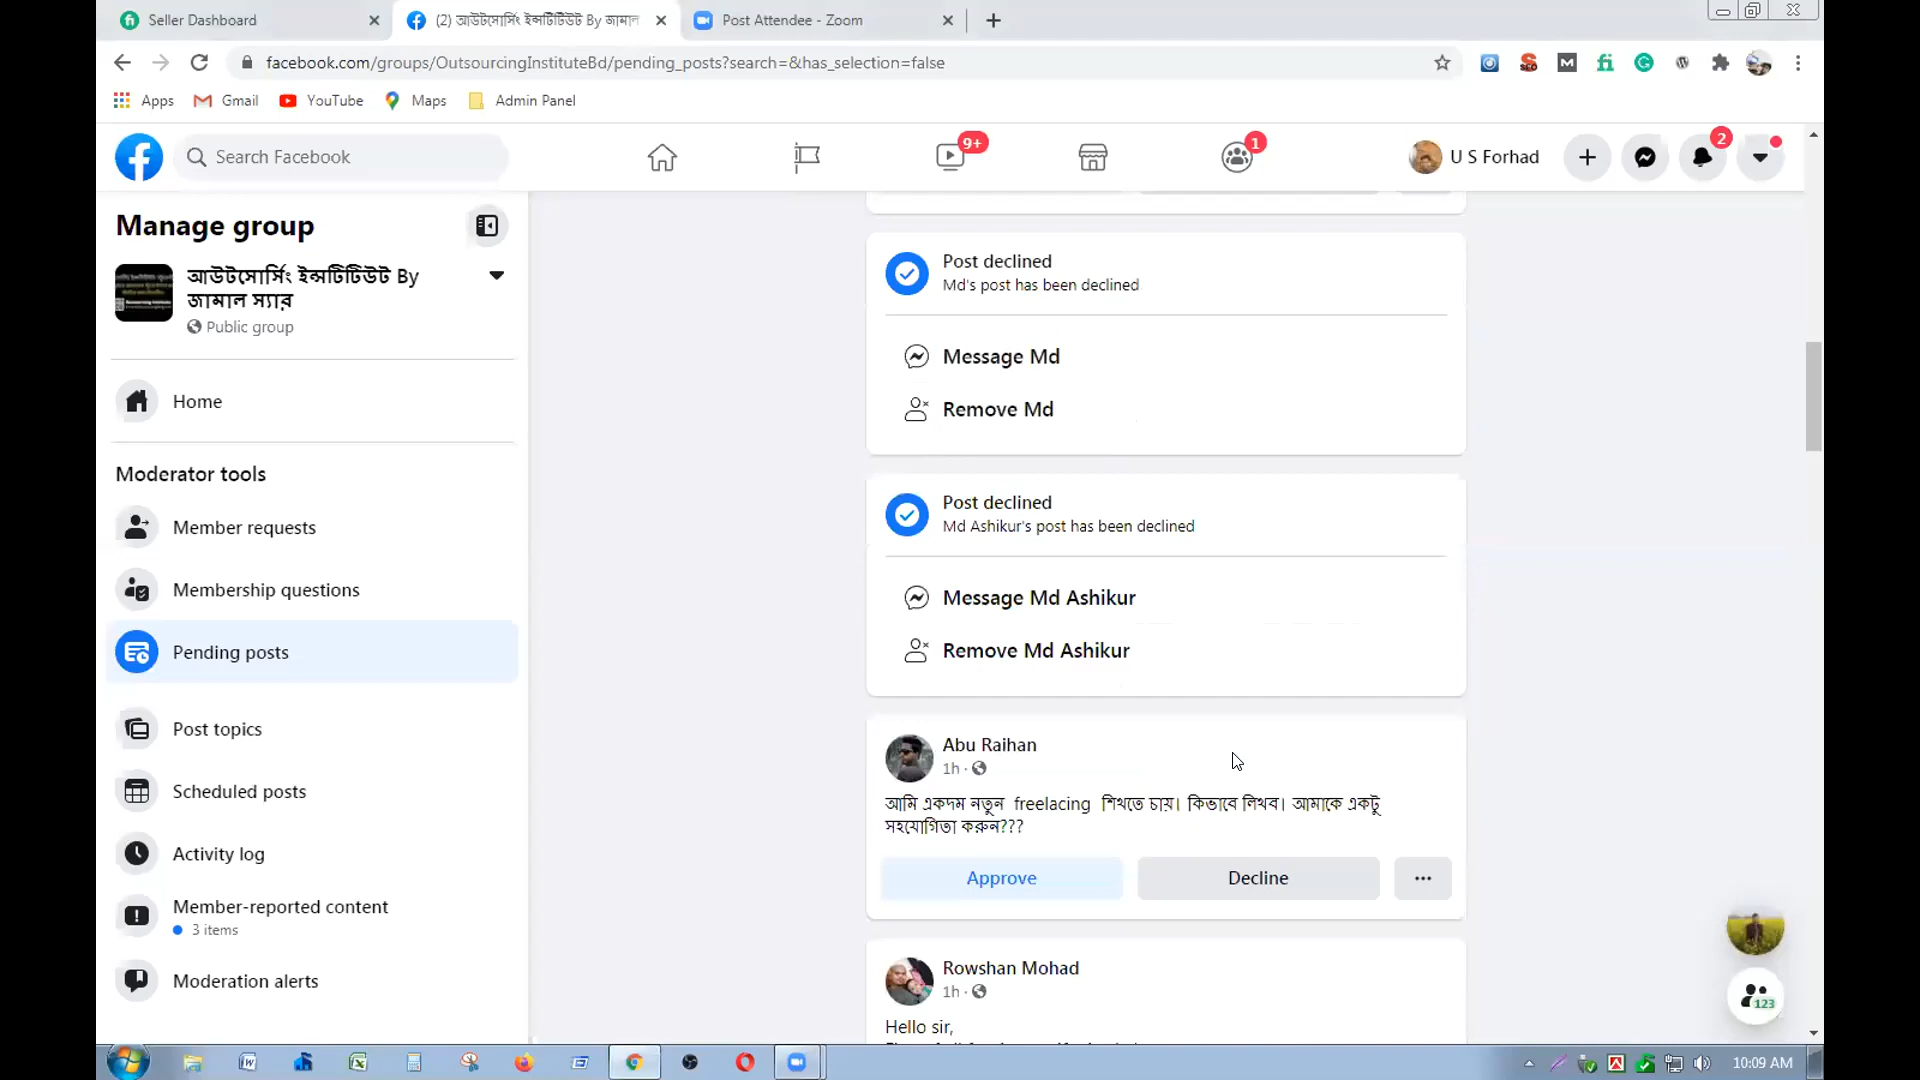 Seller Dashboard
(2) আউটসোর্সিং ইন্সটিটিউট By জামাল
Post Attendee - Zoom
facebook.com/groups/OutsourcingInstituteBd/pending_posts?search=&has_selection=false
Apps
Gmail
YouTube
Maps
Admin Panel
Search Facebook
9+
1
U S Forhad
2
Manage group
আউটসোর্সিং ইন্সটিটিউট By
জামাল স্যার
Public group
Home
Moderator tools
Member requests
Membership questions
Pending posts
Post topics
Scheduled posts
Activity log
Member-reported content
3 items
Moderation alerts
Post declined
Md's post has been declined
Message Md
Remove Md
Post declined
Md Ashikur's post has been declined
Message Md Ashikur
Remove Md Ashikur
Abu Raihan
1h ·
আমি একদম নতুন freelacing শিখতে চায়। কিভাবে লিখব। আমাকে একটু
সহযোগিতা করুন???
Approve
Decline
Rowshan Mohad
1h ·
Hello sir,
123
10:09 AM